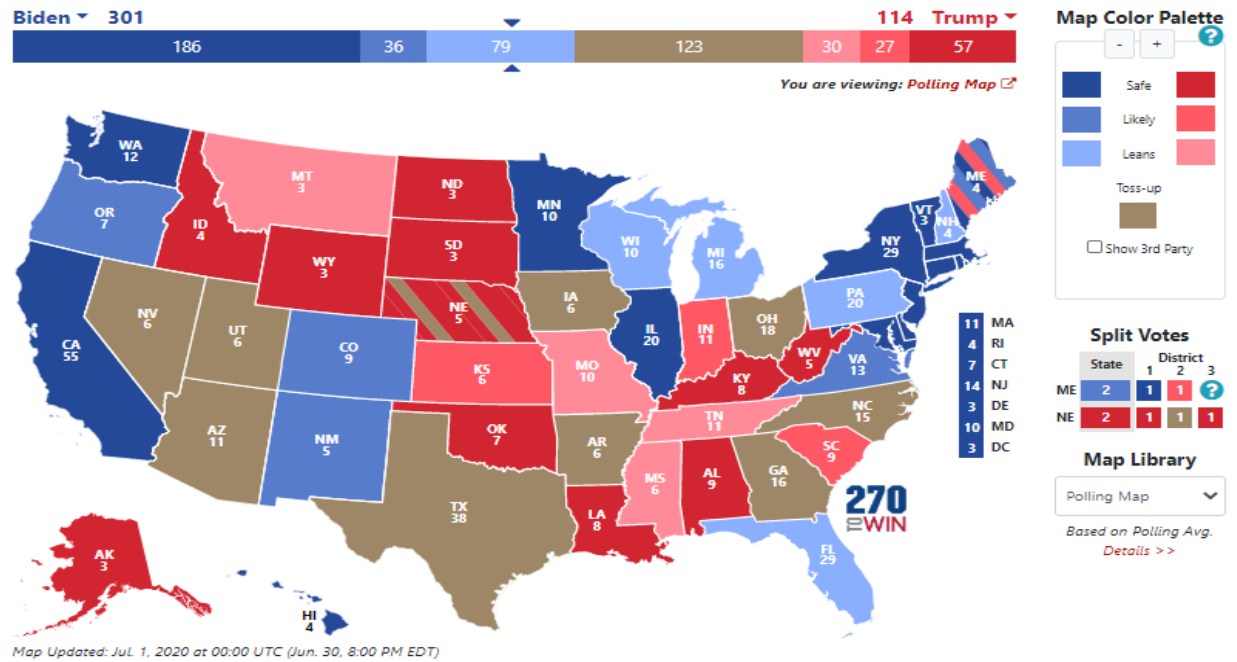 Biden 301
114 Trump
186 36 79 123 30 27 57
You are viewing: Polling Map
Map Color Palette
- + ?
Safe
Likely
Leans
Toss-up
Show 3rd Party
WA
12
OR
7
CA
55
ID
4
NV
6
MT
3
WY
3
UT
6
AZ
11
CO
9
NM
5
ND
3
SD
3
NE
5
KS
6
OK
7
TX
38
MN
10
IA
6
MO
10
AR
6
LA
8
WI
10
IL
20
MS
6
MI
16
IN
11
KY
8
TN
11
AL
9
OH
18
WV
5
GA
16
FL
29
SC
9
NC
15
VA
13
PA
20
NY
29
VT
3
NH
4
ME
4
AK
3
HI
4
11 MA
4 RI
7 CT
14 NJ
3 DE
10 MD
3 DC
270
TO WIN
Split Votes
State District
1 2 3
ME 2 1 1 ?
NE 2 1 1 1
Map Library
Polling Map
Based on Polling Avg.
Details >>
Map Updated: Jul. 1, 2020 at 00:00 UTC (Jun. 30, 8:00 PM EDT)